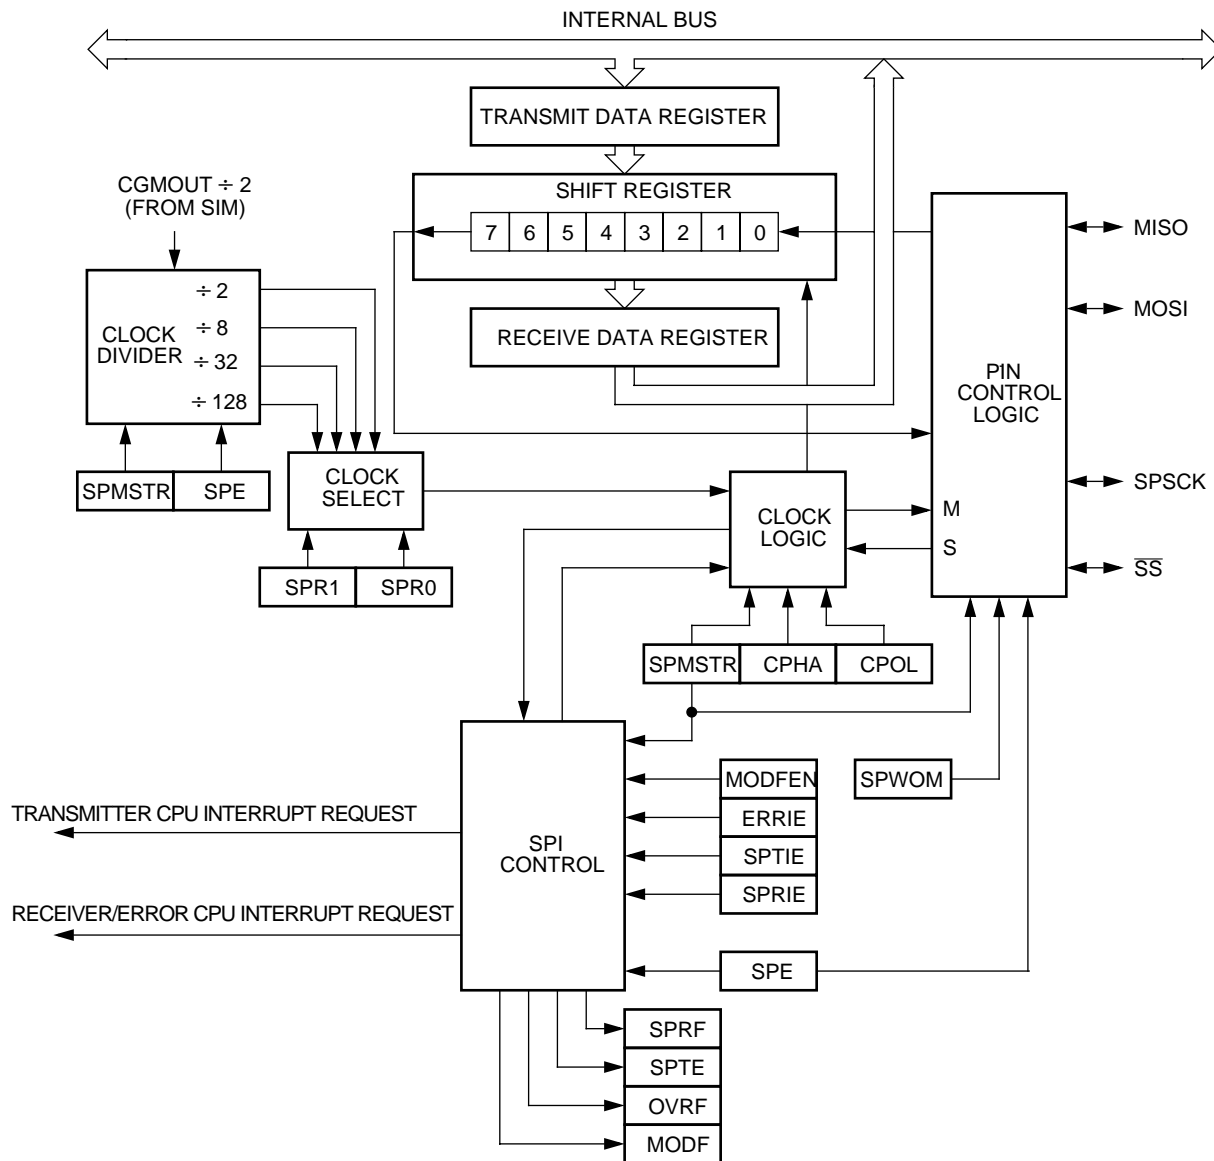 INTERNAL BUS
TRANSMIT DATA REGISTER
SHIFT REGISTER
7 6 5 4 3 2 1 0
CGMOUT ÷ 2
(FROM SIM)
÷ 2
÷ 8
÷ 32
÷ 128
CLOCK
DIVIDER
RECEIVE DATA REGISTER
PIN
CONTROL
LOGIC
MISO
MOSI
SPSCK
SS
M
S
SPMSTR
SPE
CLOCK
SELECT
SPR1
SPR0
CLOCK
LOGIC
SPMSTR
CPHA
CPOL
MODFEN
ERRIE
SPTIE
SPRIE
SPWOM
SPI
CONTROL
TRANSMITTER CPU INTERRUPT REQUEST
RECEIVER/ERROR CPU INTERRUPT REQUEST
SPE
SPRF
SPTE
OVRF
MODF